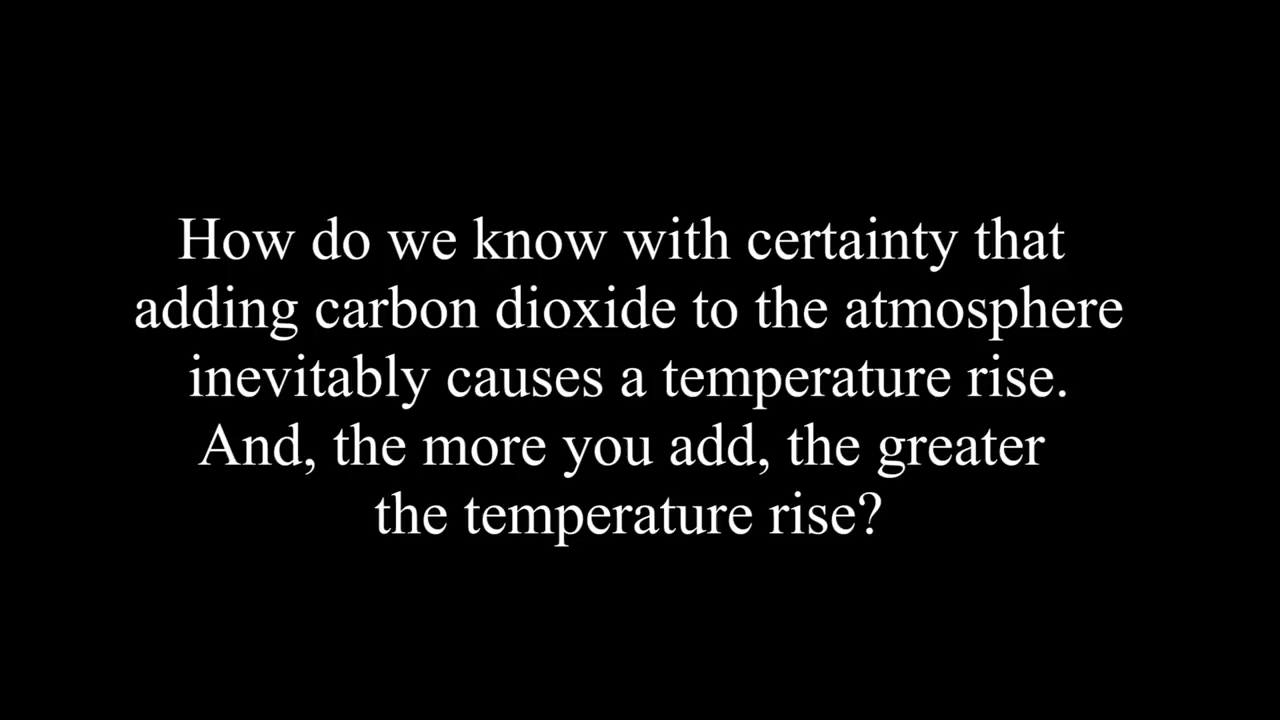 How do we know with certainty that
adding carbon dioxide to the atmosphere
inevitably causes a temperature rise.
And, the more you add, the greater
the temperature rise?